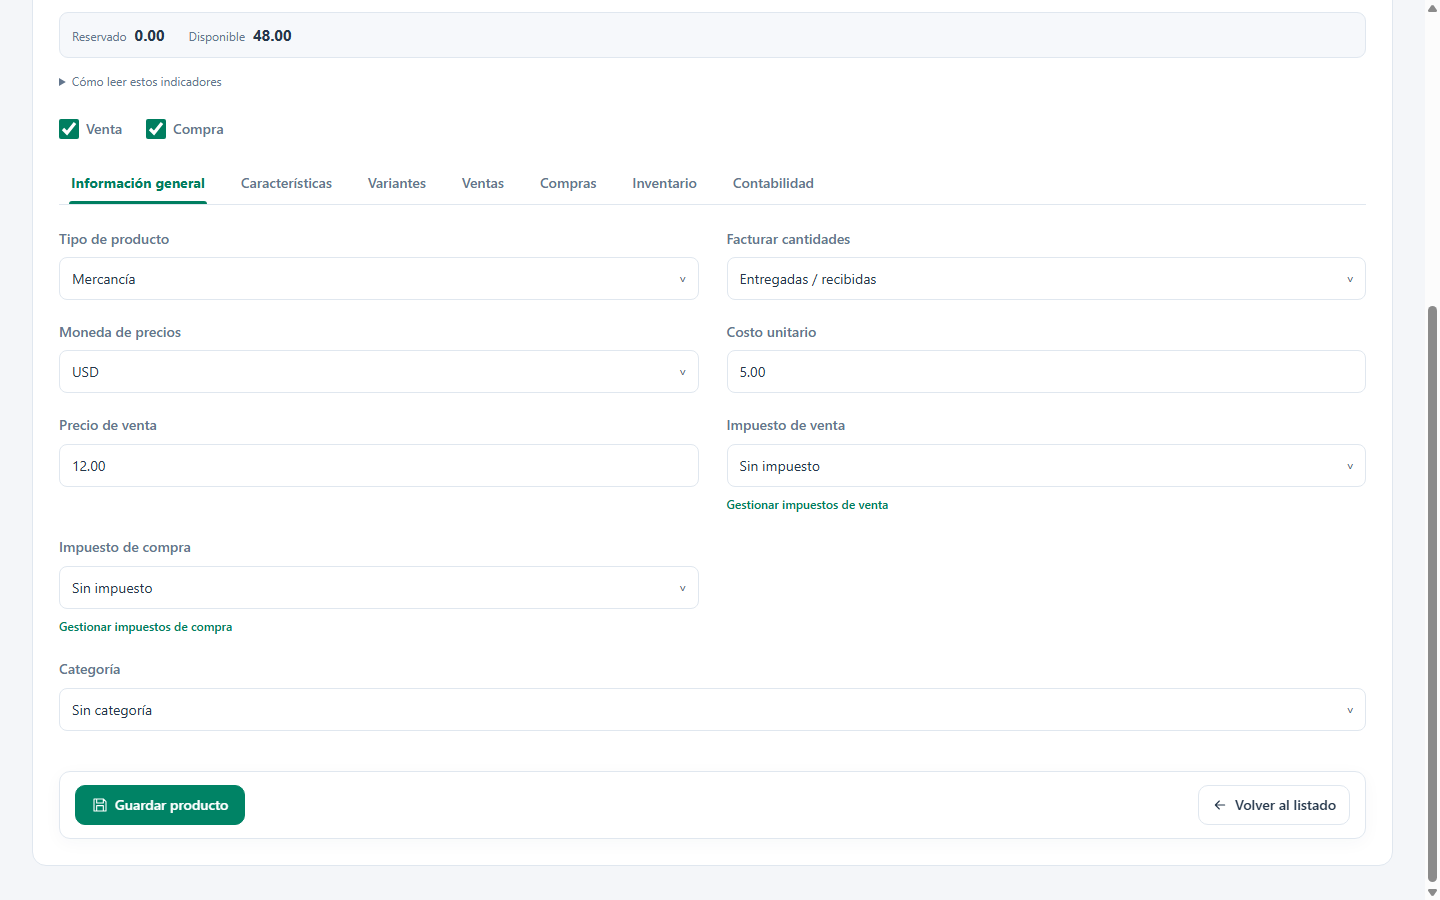 Reservado 0.00 Disponible 48.00
Cómo leer estos indicadores
Venta Compra
Información general Características Variantes Ventas Compras Inventario Contabilidad
Tipo de producto Facturar cantidades
Mercancía Entregadas / recibidas
Moneda de precios Costo unitario
USD 5.00
Precio de venta Impuesto de venta
12.00 Sin impuesto
Gestionar impuestos de venta
Impuesto de compra
Sin impuesto
Gestionar impuestos de compra
Categoría
Sin categoría
Guardar producto Volver al listado